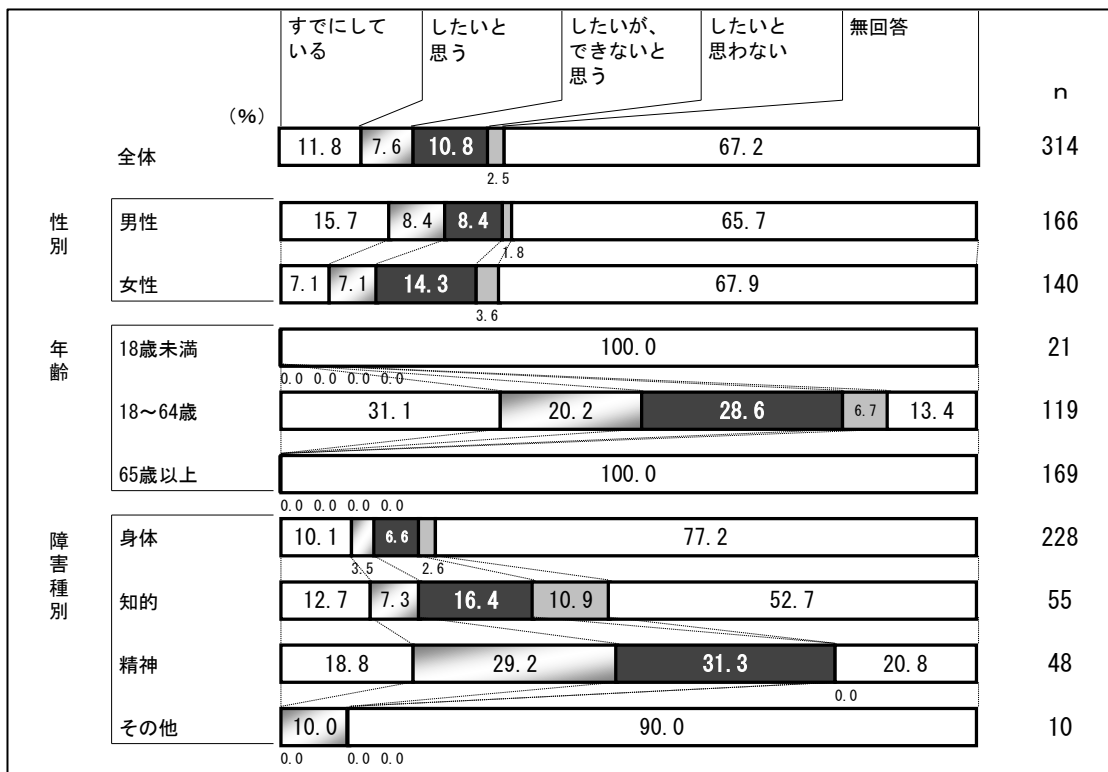 すでにして
いる
したいと
思う
したいが、
できないと
思う
したいと
思わない
無回答
n
(%)
全体
11.8 7.6 10.8 67.2 314
2.5
性別
男性
15.7 8.4 8.4 65.7 166
1.8
女性
7.1 7.1 14.3 67.9 140
3.6
年齢
18歳未満
100.0 21
0.0 0.0 0.0 0.0
18～64歳
31.1 20.2 28.6 6.7 13.4 119
65歳以上
100.0 169
0.0 0.0 0.0 0.0
障害種別
身体
10.1 6.6 77.2 228
3.5 2.6
知的
12.7 7.3 16.4 10.9 52.7 55
精神
18.8 29.2 31.3 20.8 48
0.0
その他
10.0 90.0 10
0.0 0.0 0.0